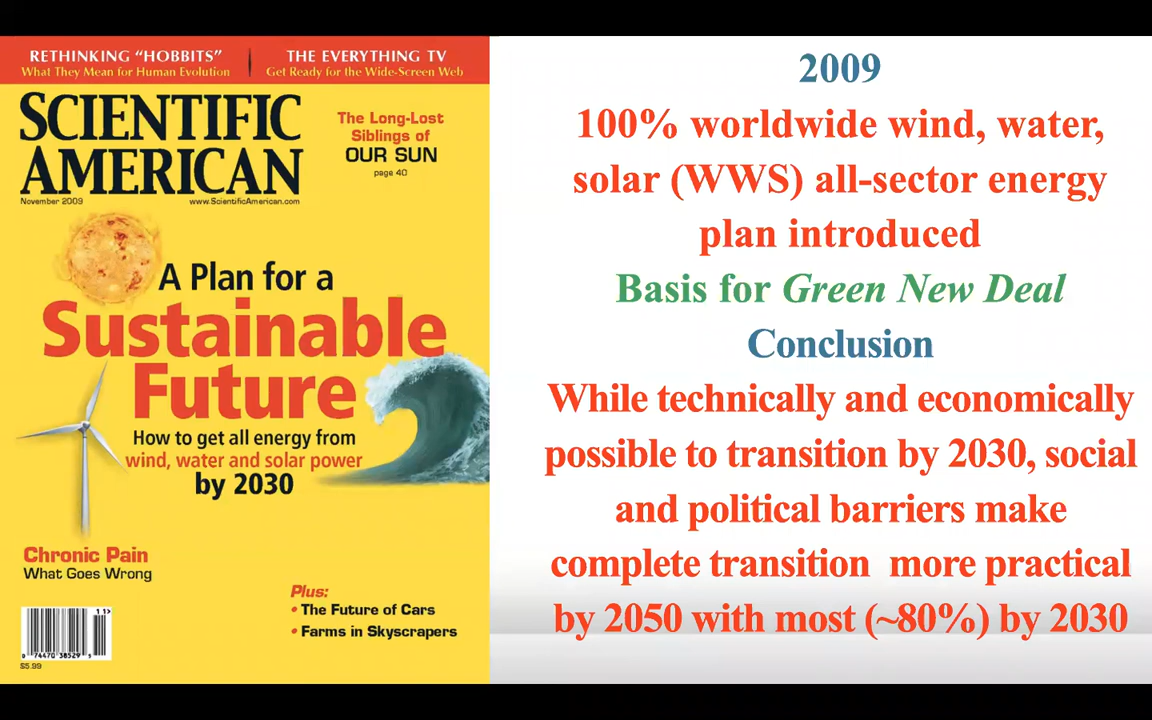 RETHINKING "HOBBITS"
What They Mean for Human Evolution
THE EVERYTHING TV
Get Ready for the Wide-Screen Web
SCIENTIFIC
AMERICAN
November 2009
www.ScientificAmerican.com
The Long-Lost
Siblings of
OUR SUN
page 40
A Plan for a
Sustainable
Future
How to get all energy from
wind, water and solar power
by 2030
Chronic Pain
What Goes Wrong
Plus:
• The Future of Cars
• Farms in Skyscrapers
11>
0 74470 38529 5
$5.99
2009
100% worldwide wind, water,
solar (WWS) all-sector energy
plan introduced
Basis for Green New Deal
Conclusion
While technically and economically
possible to transition by 2030, social
and political barriers make
complete transition more practical
by 2050 with most (~80%) by 2030